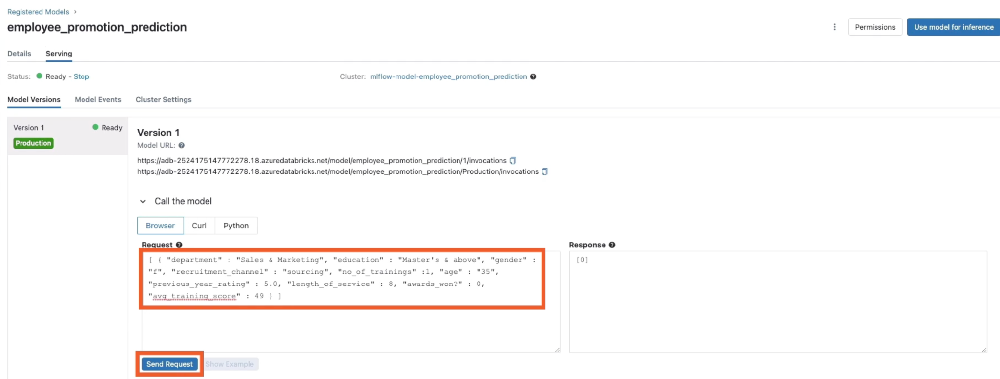 Registered Models >
employee_promotion_prediction
Permissions
Use model for inference
Details
Serving
Status: Ready - Stop
Cluster: mlflow-model-employee_promotion_prediction
Model Versions
Model Events
Cluster Settings
Version 1
Ready
Production
Version 1
Model URL:
https://adb-2524175147772278.18.azuredatabricks.net/model/employee_promotion_prediction/1/invocations
https://adb-2524175147772278.18.azuredatabricks.net/model/employee_promotion_prediction/Production/invocations
Call the model
Browser
Curl
Python
Request
[ { "department" : "Sales & Marketing", "education" : "Master's & above", "gender" :
"f", "recruitment_channel" : "sourcing", "no_of_trainings" :1, "age" : "35",
"previous_year_rating" : 5.0, "length_of_service" : 8, "awards_won?" : 0,
"avg_training_score" : 49 } ]
Response
[0]
Send Request
Show Example